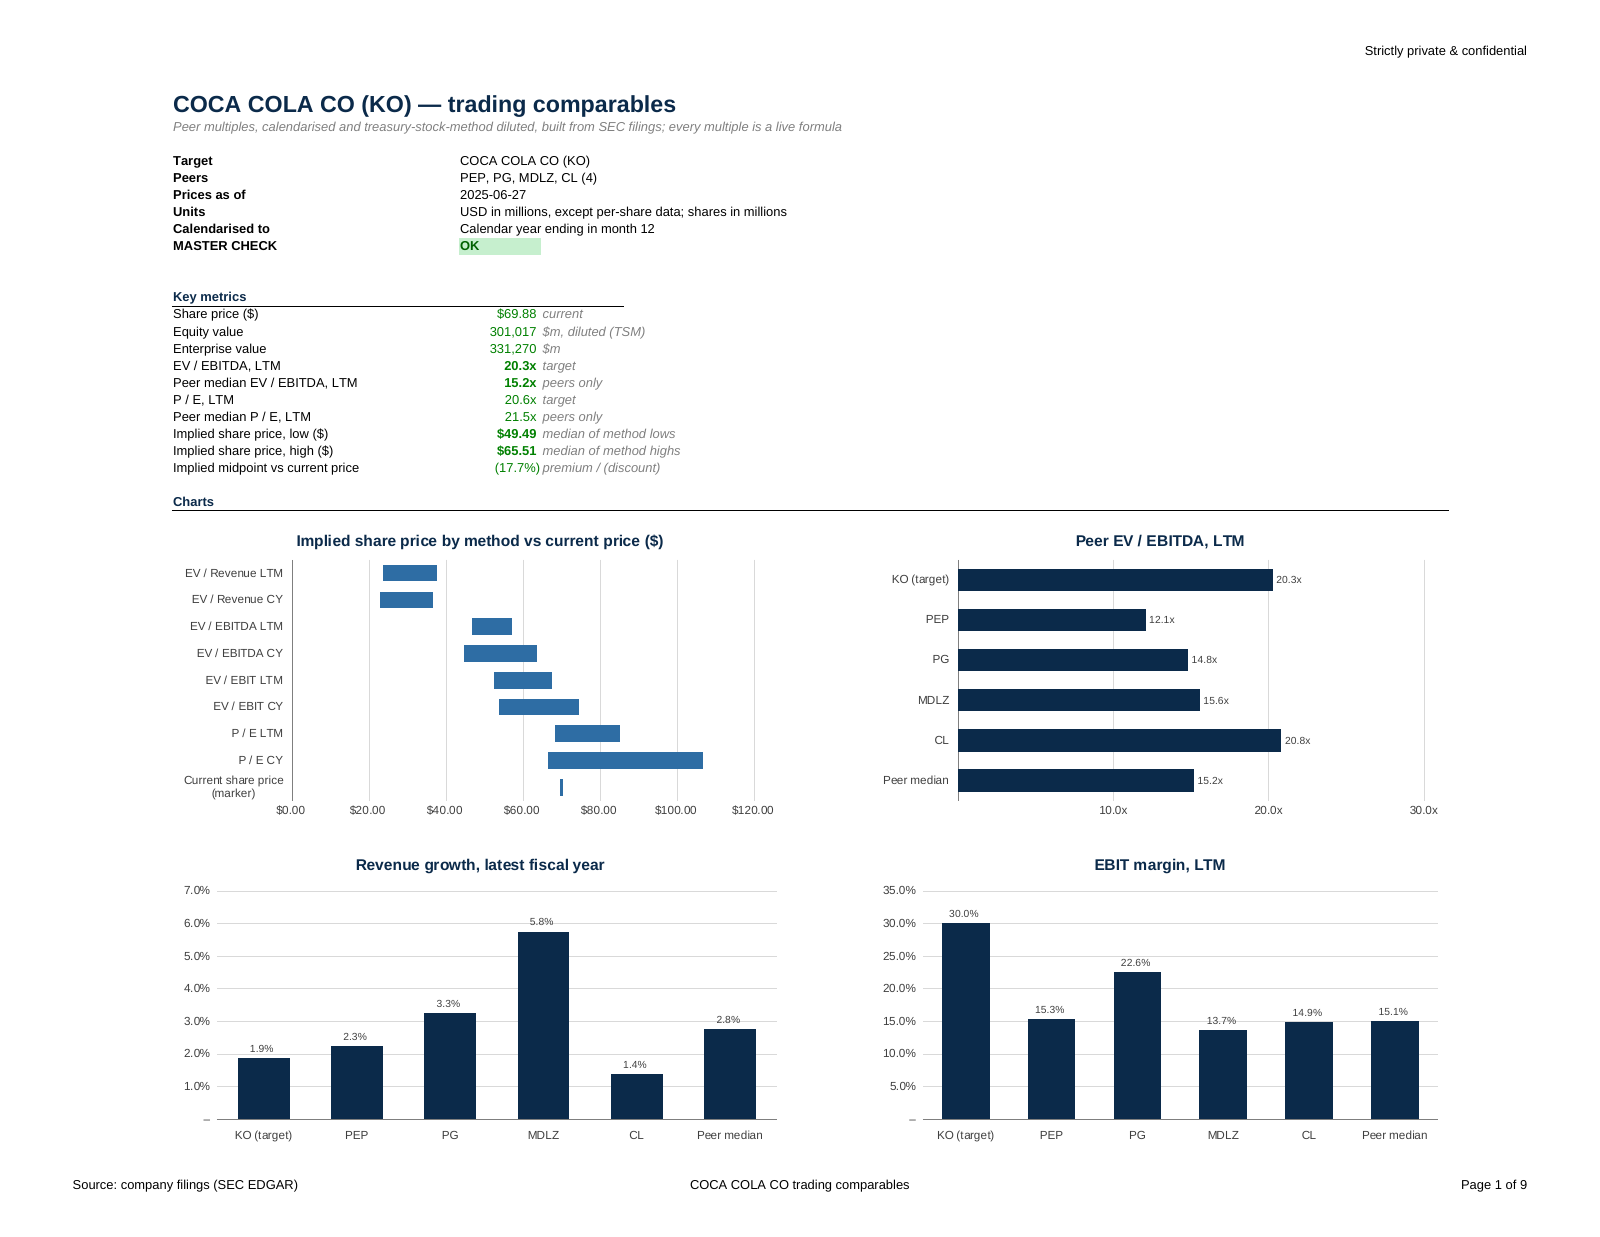 Strictly private & confidential
COCA COLA CO (KO) — trading comparables
Peer multiples, calendarised and treasury-stock-method diluted, built from SEC filings; every multiple is a live formula
Target COCA COLA CO (KO)
Peers PEP, PG, MDLZ, CL (4)
Prices as of 2025-06-27
Units USD in millions, except per-share data; shares in millions
Calendarised to Calendar year ending in month 12
MASTER CHECK OK
Key metrics
Share price ($) $69.88 current
Equity value 301,017 $m, diluted (TSM)
Enterprise value 331,270 $m
EV / EBITDA, LTM 20.3x target
Peer median EV / EBITDA, LTM 15.2x peers only
P / E, LTM 20.6x target
Peer median P / E, LTM 21.5x peers only
Implied share price, low ($) $49.49 median of method lows
Implied share price, high ($) $65.51 median of method highs
Implied midpoint vs current price (17.7%) premium / (discount)
Charts
Implied share price by method vs current price ($)
EV / Revenue LTM
EV / Revenue CY
EV / EBITDA LTM
EV / EBITDA CY
EV / EBIT LTM
EV / EBIT CY
P / E LTM
P / E CY
Current share price
(marker)
$0.00 $20.00 $40.00 $60.00 $80.00 $100.00 $120.00
Peer EV / EBITDA, LTM
KO (target) 20.3x
PEP 12.1x
PG 14.8x
MDLZ 15.6x
CL 20.8x
Peer median 15.2x
10.0x 20.0x 30.0x
Revenue growth, latest fiscal year
7.0%
6.0%
5.0%
4.0%
3.0%
2.0%
1.0%
–
1.9% 2.3% 3.3% 5.8% 1.4% 2.8%
KO (target) PEP PG MDLZ CL Peer median
EBIT margin, LTM
35.0%
30.0%
25.0%
20.0%
15.0%
10.0%
5.0%
–
30.0% 15.3% 22.6% 13.7% 14.9% 15.1%
KO (target) PEP PG MDLZ CL Peer median
Source: company filings (SEC EDGAR) COCA COLA CO trading comparables Page 1 of 9